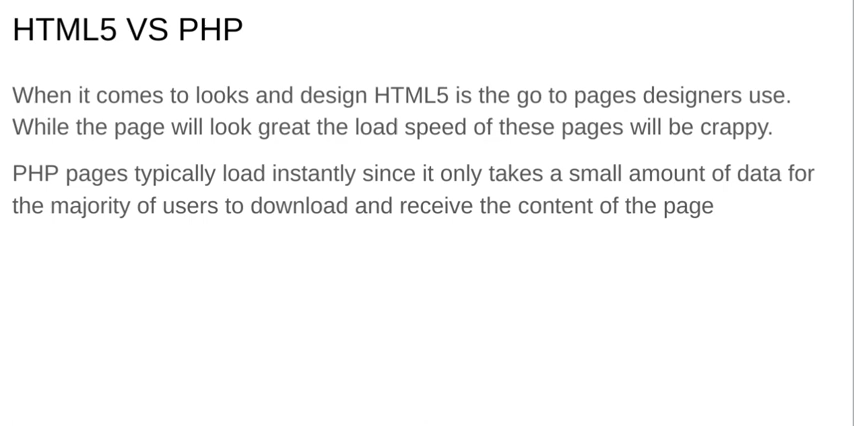 HTML5 VS PHP
When it comes to looks and design HTML5 is the go to pages designers use.
While the page will look great the load speed of these pages will be crappy.
PHP pages typically load instantly since it only takes a small amount of data for
the majority of users to download and receive the content of the page